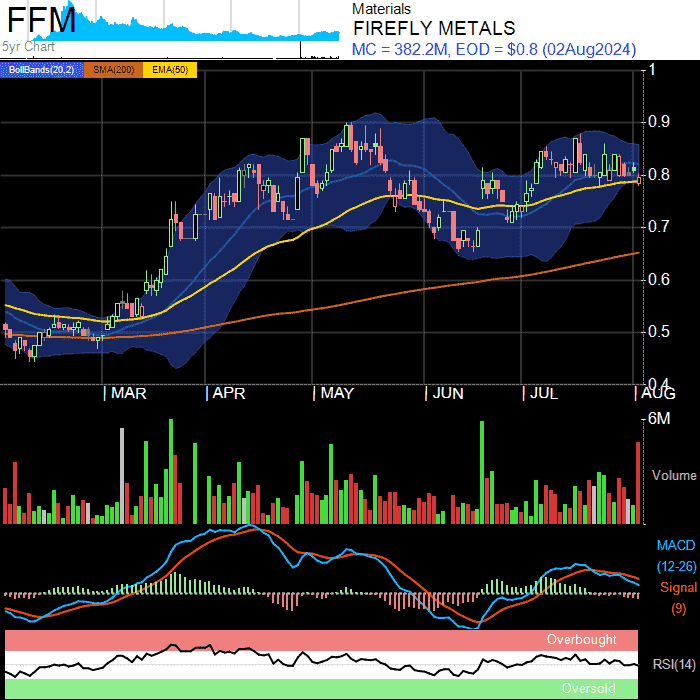 FFM
5yr Chart
Materials
FIREFLY METALS
MC = 382.2M, EOD = $0.8 (02Aug2024)
BollBands(20,2) SMA(200) EMA(50)
1
0.9
0.8
0.7
0.6
0.5
0.4
MAR APR MAY JUN JUL AUG
6M
Volume
MACD
(12-26)
Signal
(9)
Overbought
RSI(14)
Oversold